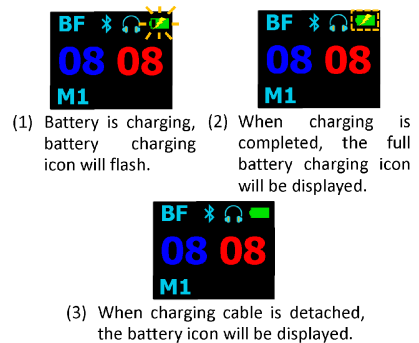 BF
08 08
M1
(1) Battery is charging,
battery charging
icon will flash.
BF
08 08
M1
(2) When charging is
completed, the full
battery charging icon
will be displayed.
BF
08 08
M1
(3) When charging cable is detached,
the battery icon will be displayed.